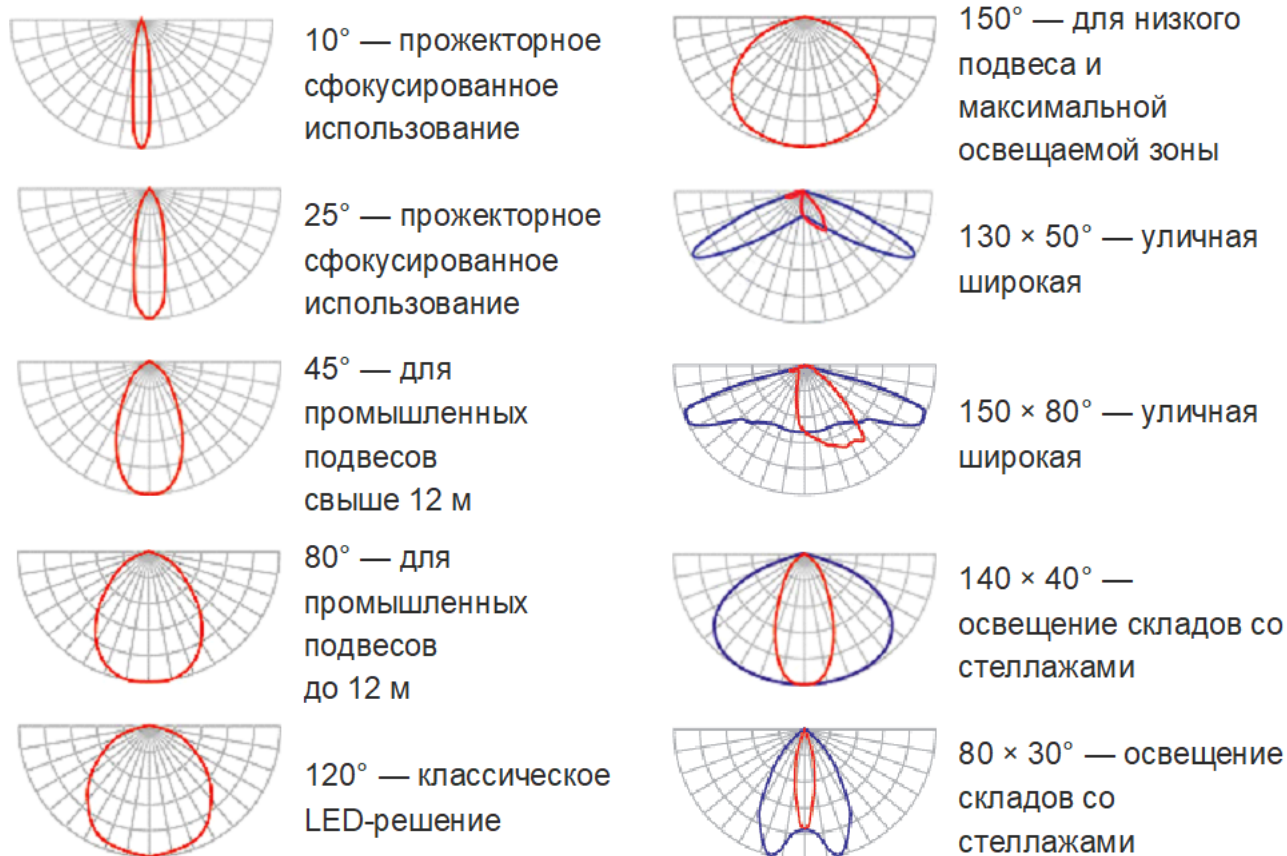 10° — прожекторное
сфокусированное
использование
25° — прожекторное
сфокусированное
использование
45° — для
промышленных
подвесов
свыше 12 м
80° — для
промышленных
подвесов
до 12 м
120° — классическое
LED-решение
150° — для низкого
подвеса и
максимальной
освещаемой зоны
130 × 50° — уличная
широкая
150 × 80° — уличная
широкая
140 × 40° —
освещение складов со
стеллажами
80 × 30° — освещение
складов со
стеллажами